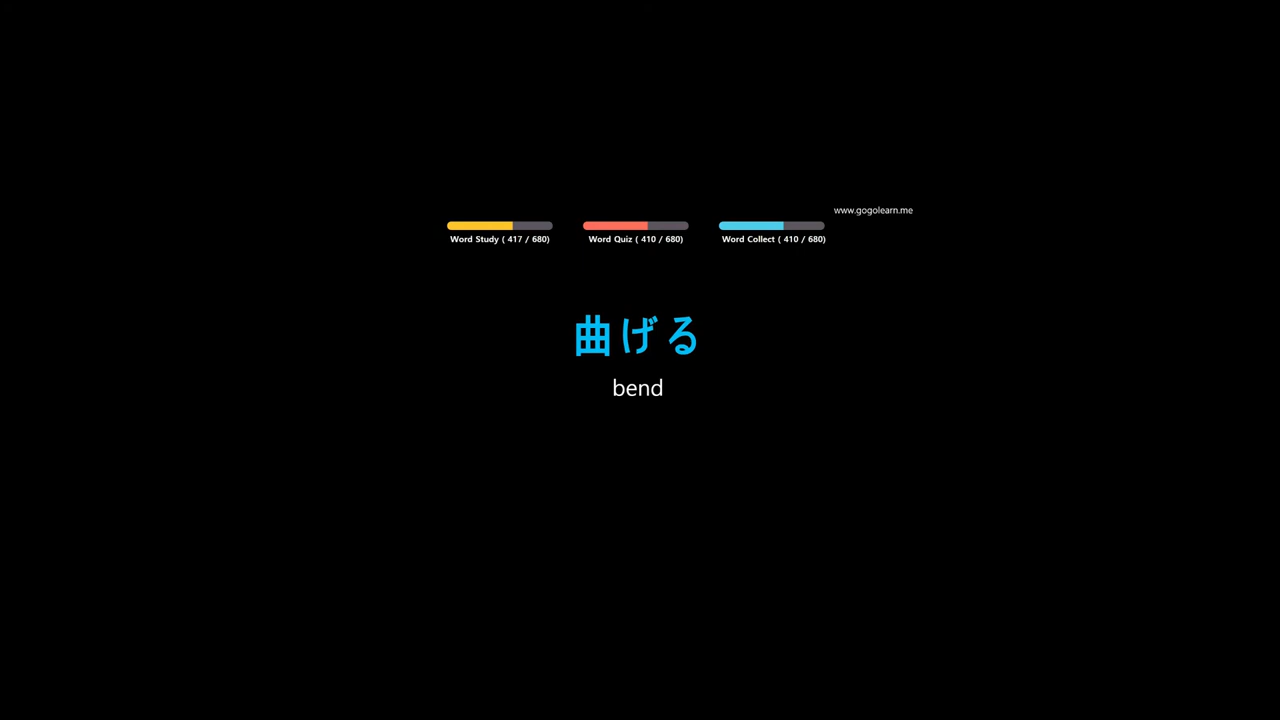 www.gogolearn.me
Word Study ( 417 / 680)
Word Quiz ( 410 / 680)
Word Collect ( 410 / 680)
曲げる
bend